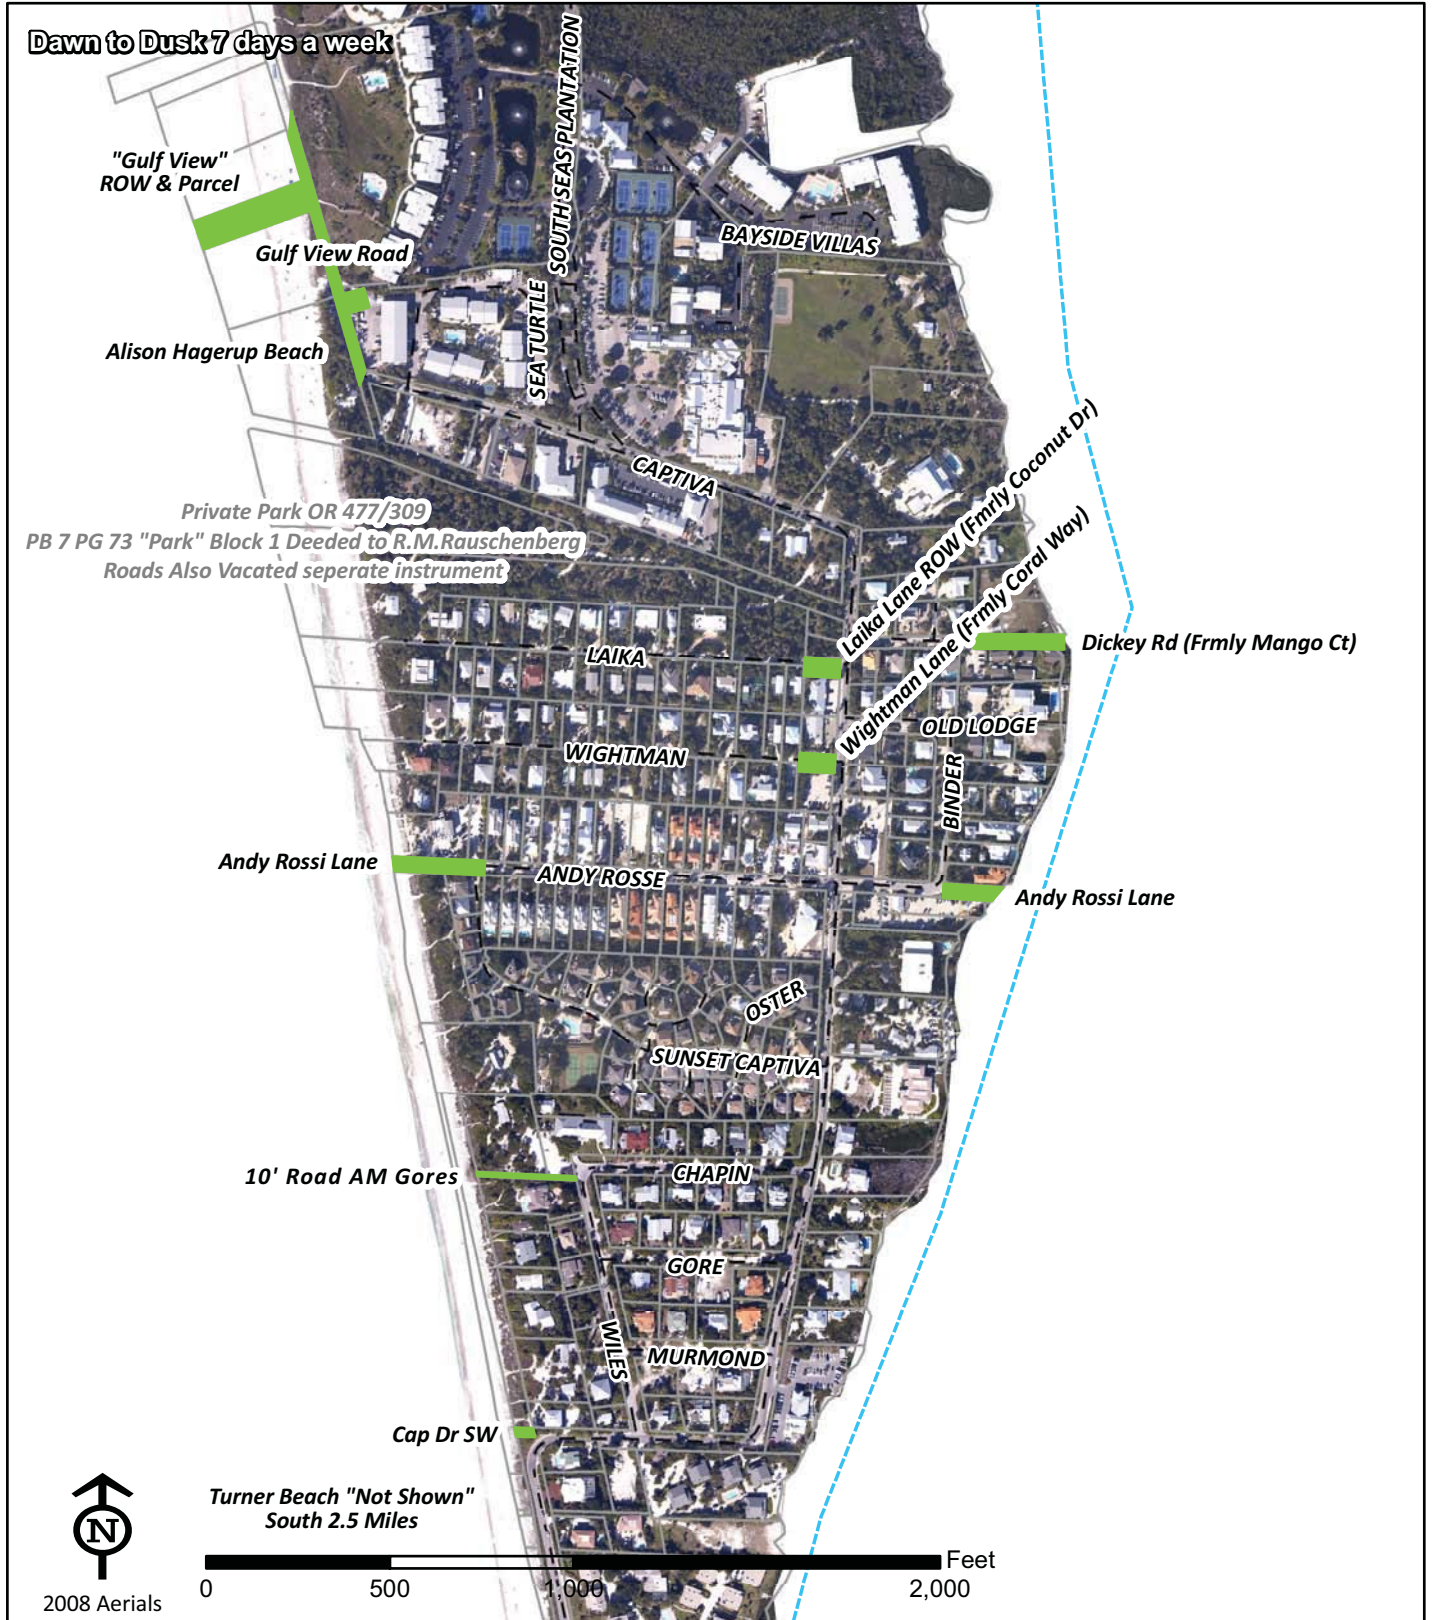 Dawn to Dusk 7 days a week
SOUTH SEAS PLANTATION
"Gulf View"
ROW & Parcel
Gulf View Road
BAYSIDE VILLAS
SEA TURTLE
Alison Hagerup Beach
CAPTIVA
Laika Lane ROW (Fmrly Coconut Dr)
Wightman Lane (Frmly Coral Way)
Private Park OR 477/309
PB 7 PG 73 "Park" Block 1 Deeded to R.M.Rauschenberg
Roads Also Vacated seperate instrument
LAIKA
Dickey Rd (Frmly Mango Ct)
OLD LODGE
WIGHTMAN
BINDER
Andy Rossi Lane
ANDY ROSSE
Andy Rossi Lane
OSTER
SUNSET CAPTIVA
10' Road AM Gores
CHAPIN
GORE
WILES
MURMOND
Cap Dr SW
Turner Beach "Not Shown"
South 2.5 Miles
N
2008 Aerials
Feet
0 500 1,000 2,000